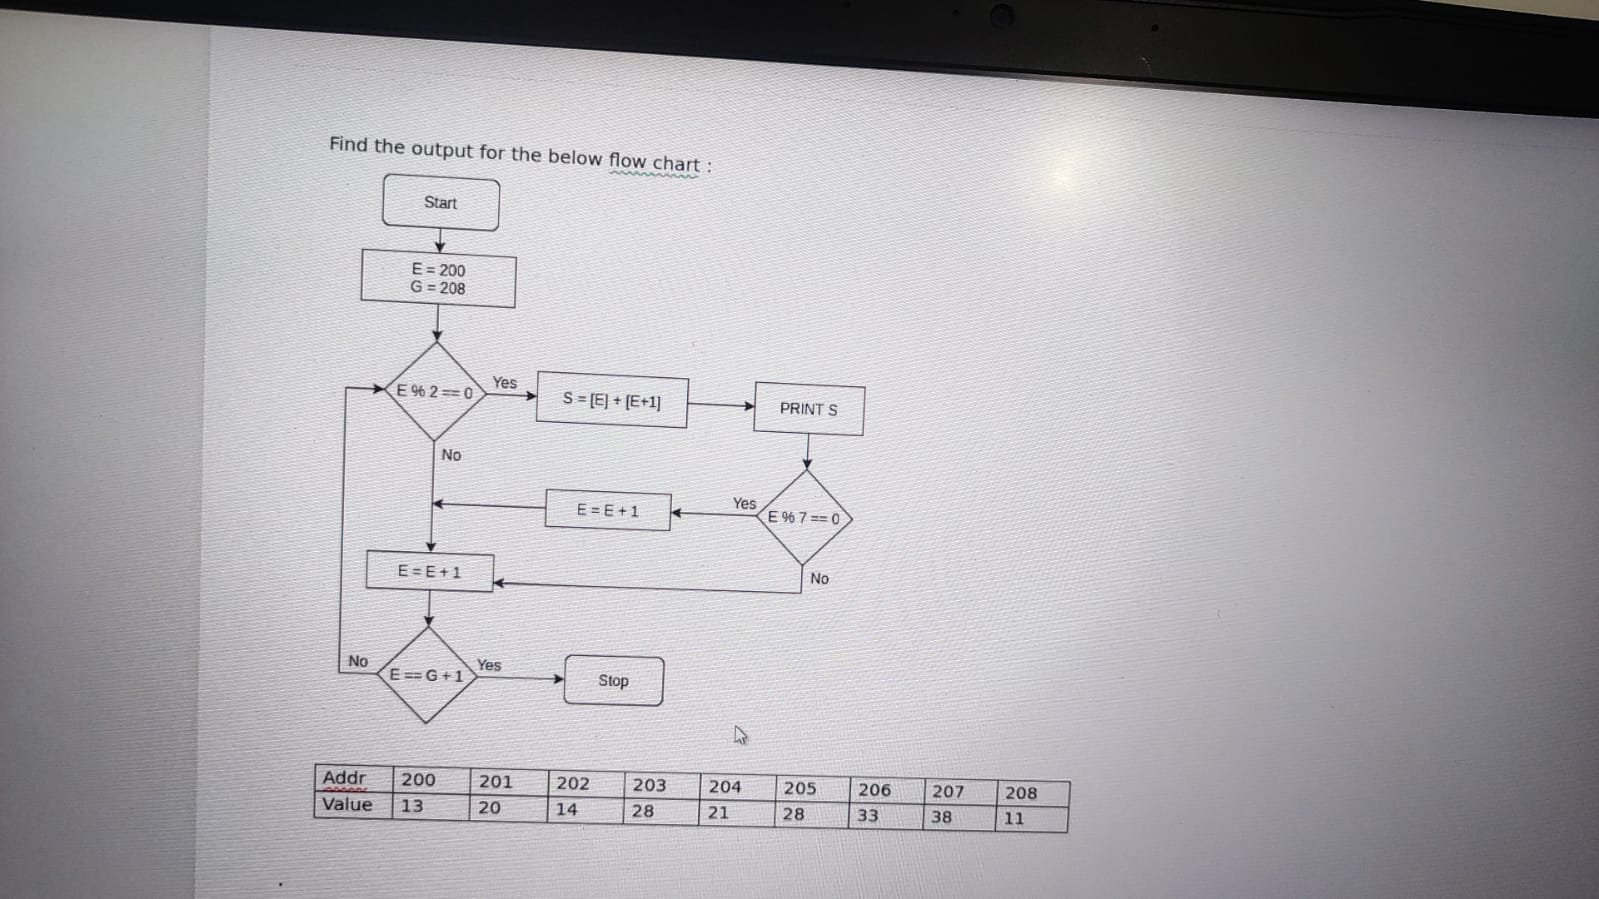 Find the output for the below flow chart :
Start
E = 200
G = 208
E % 2 == 0
Yes
S = [E] + [E+1]
PRINT S
No
E = E + 1
Yes
E % 7 == 0
E = E + 1
No
No
E == G + 1
Yes
Stop
Addr 200 201 202 203 204 205 206 207 208
Value 13 20 14 28 21 28 33 38 11